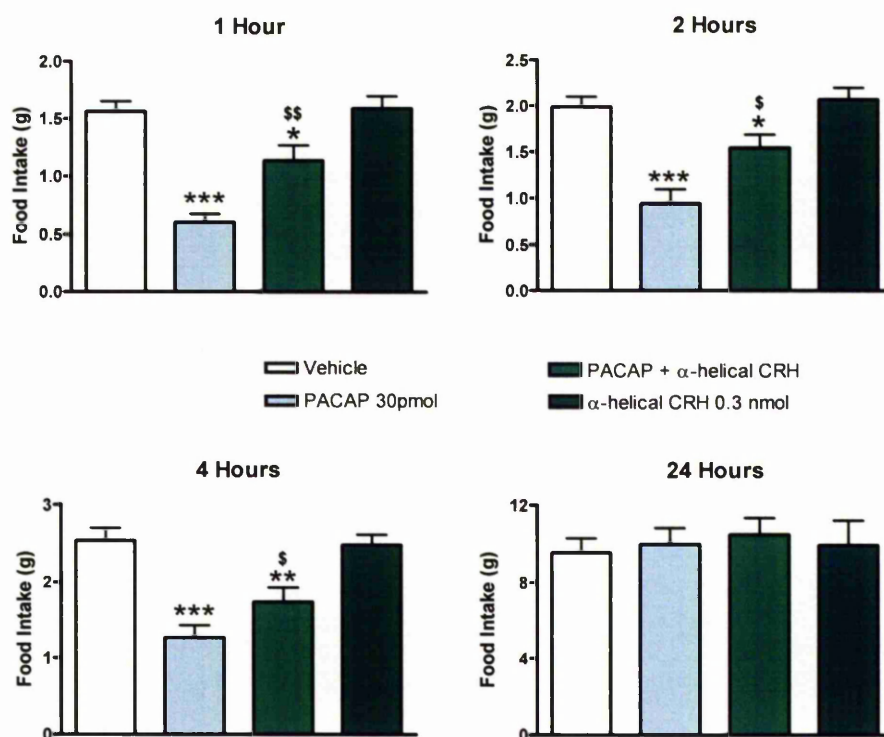 1 Hour
2.0
1.5
1.0
0.5
0.0
Food Intake (g)
***
$$
*
2 Hours
2.5
2.0
1.5
1.0
0.5
0.0
Food Intake (g)
***
$
*
Vehicle
PACAP 30pmol
PACAP + α-helical CRH
α-helical CRH 0.3 nmol
4 Hours
3
2
1
0
Food Intake (g)
***
$
**
24 Hours
12
8
4
0
Food Intake (g)